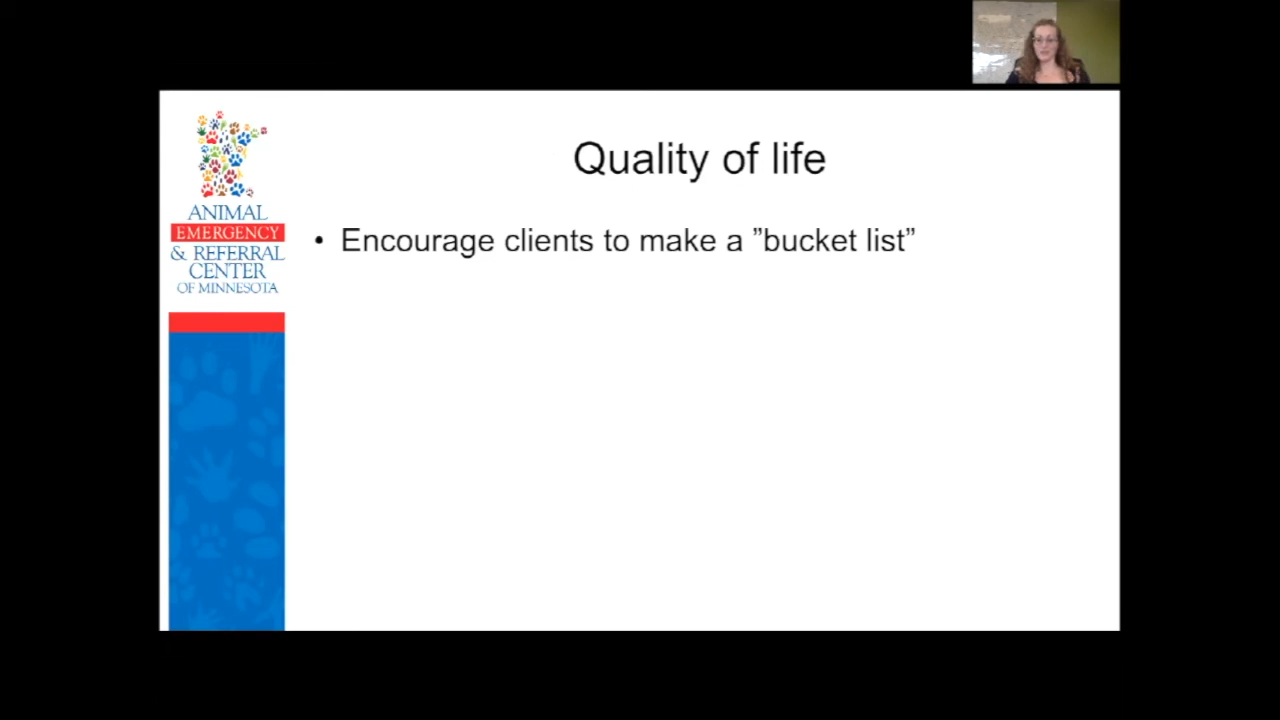 Quality of life
• Encourage clients to make a ”bucket list”
ANIMAL
EMERGENCY
& REFERRAL
CENTER
OF MINNESOTA